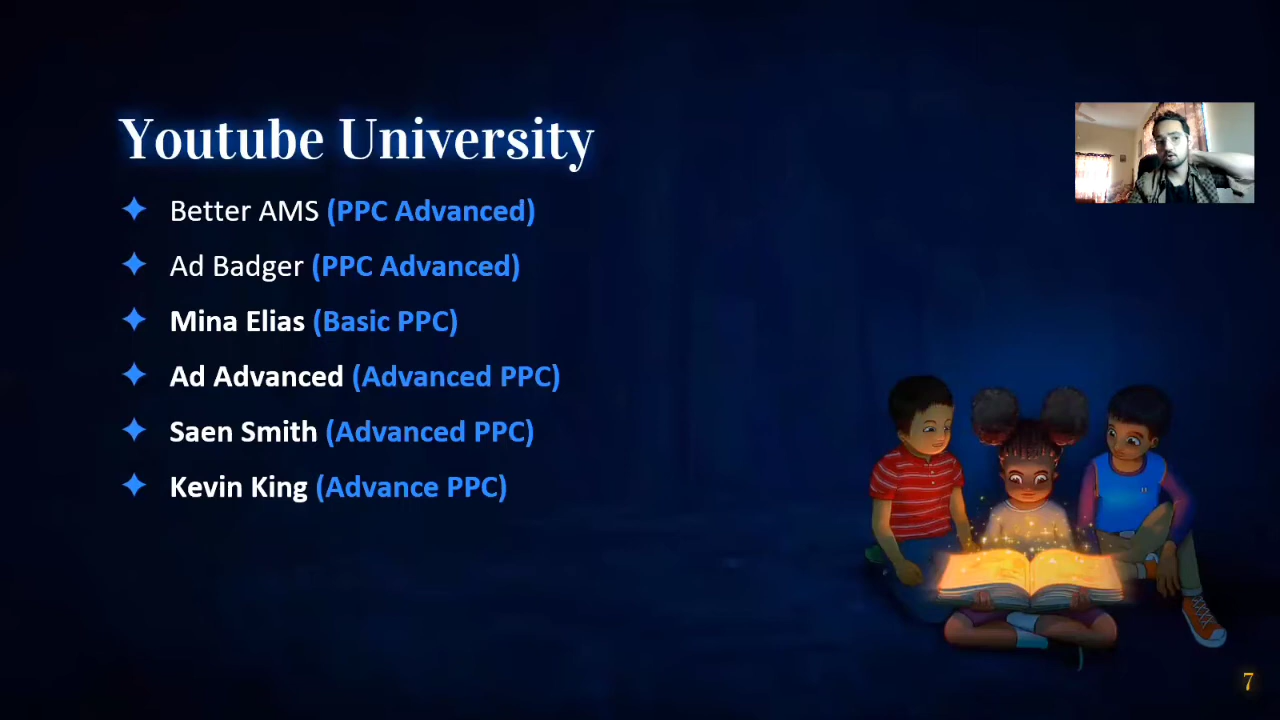 Youtube University
Better AMS (PPC Advanced)
Ad Badger (PPC Advanced)
Mina Elias (Basic PPC)
Ad Advanced (Advanced PPC)
Saen Smith (Advanced PPC)
Kevin King (Advance PPC)
7